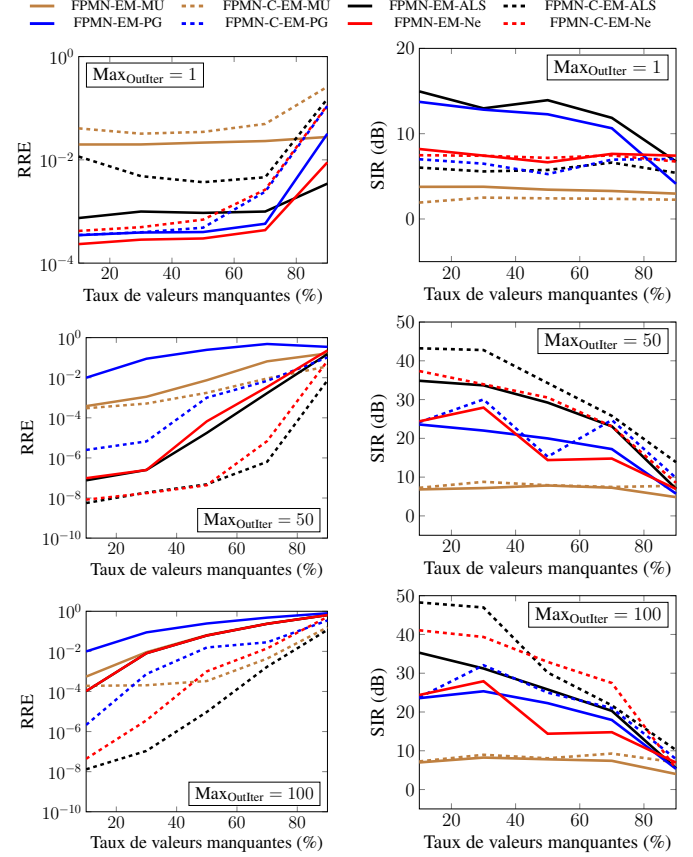 FPMN-EM-MU FPMN-C-EM-MU FPMN-EM-ALS FPMN-C-EM-ALS
FPMN-EM-PG FPMN-C-EM-PG FPMN-EM-Ne FPMN-C-EM-Ne
Max_OutIter = 1
RRE
10^0
10^−2
10^−4
20 40 60 80
Taux de valeurs manquantes (%)
Max_OutIter = 1
SIR (dB)
20
10
0
20 40 60 80
Taux de valeurs manquantes (%)
Max_OutIter = 50
RRE
10^0
10^−2
10^−4
10^−6
10^−8
10^−10
20 40 60 80
Taux de valeurs manquantes (%)
Max_OutIter = 50
SIR (dB)
50
40
30
20
10
0
20 40 60 80
Taux de valeurs manquantes (%)
Max_OutIter = 100
RRE
10^0
10^−2
10^−4
10^−6
10^−8
10^−10
20 40 60 80
Taux de valeurs manquantes (%)
Max_OutIter = 100
SIR (dB)
50
40
30
20
10
0
20 40 60 80
Taux de valeurs manquantes (%)